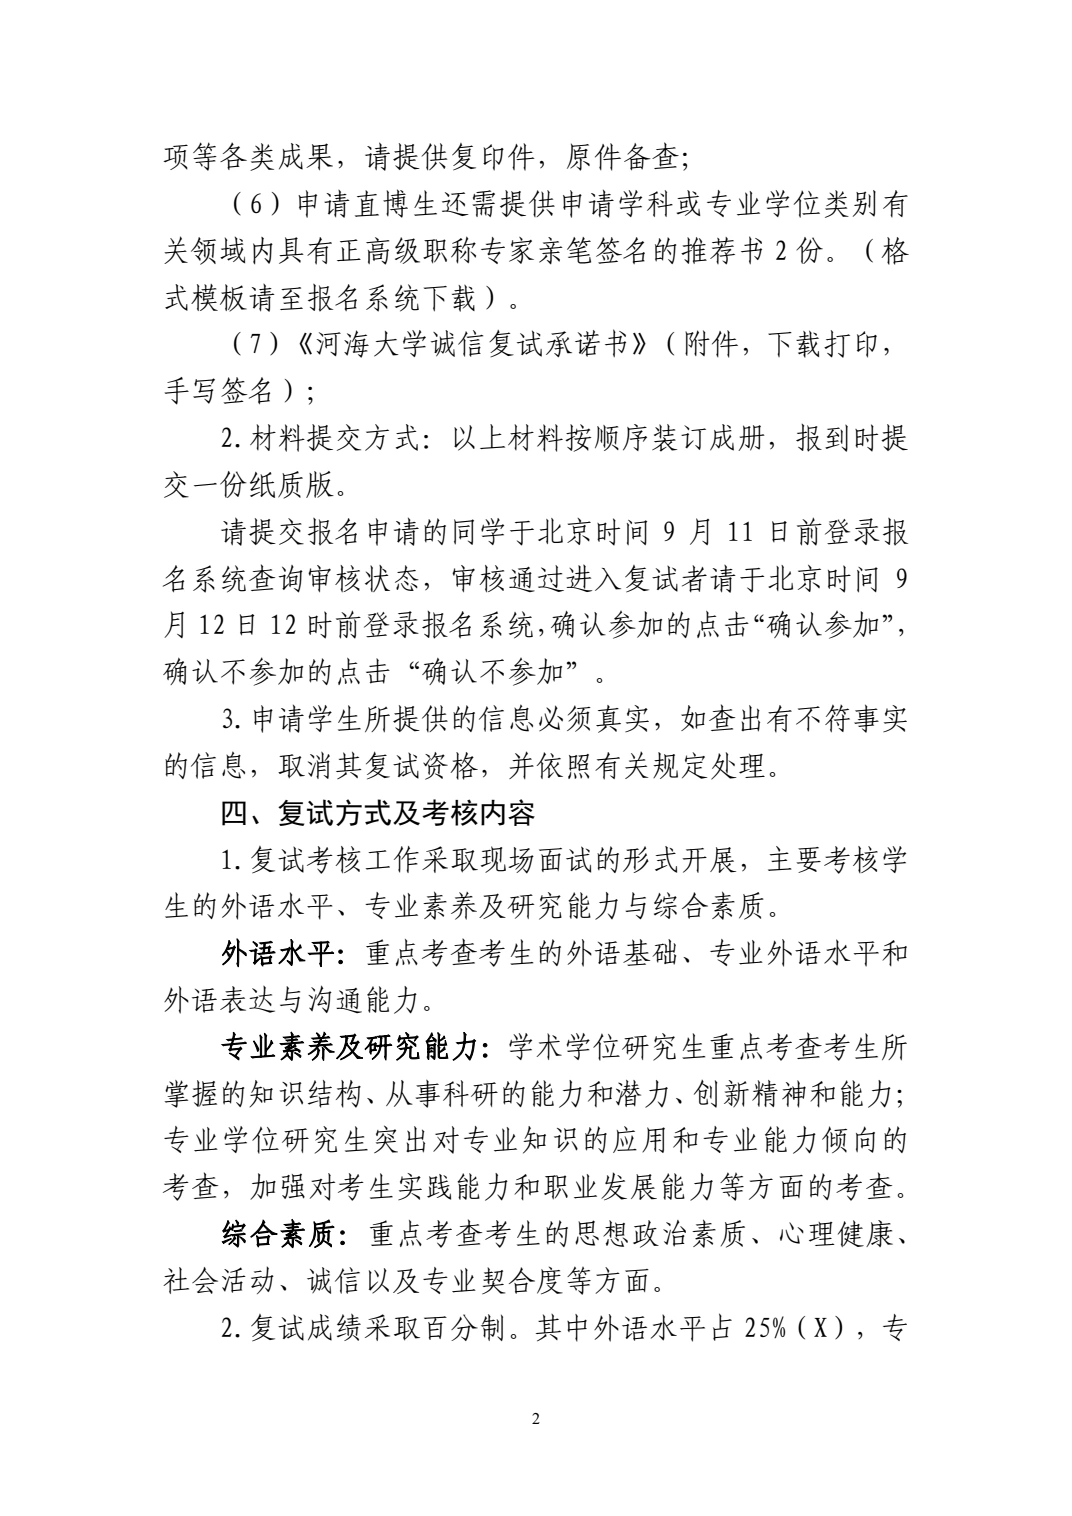 项等各类成果，请提供复印件，原件备查；
（6）申请直博生还需提供申请学科或专业学位类别有
关领域内具有正高级职称专家亲笔签名的推荐书 2 份。（格
式模板请至报名系统下载）。
（7）《河海大学诚信复试承诺书》（附件，下载打印，
手写签名）；
2.材料提交方式：以上材料按顺序装订成册，报到时提
交一份纸质版。
请提交报名申请的同学于北京时间 9 月 11 日前登录报
名系统查询审核状态，审核通过进入复试者请于北京时间 9
月 12 日 12 时前登录报名系统，确认参加的点击“确认参加”，
确认不参加的点击 “确认不参加” 。
3.申请学生所提供的信息必须真实，如查出有不符事实
的信息，取消其复试资格，并依照有关规定处理。
四、复试方式及考核内容
1.复试考核工作采取现场面试的形式开展，主要考核学
生的外语水平、专业素养及研究能力与综合素质。
外语水平：重点考查考生的外语基础、专业外语水平和
外语表达与沟通能力。
专业素养及研究能力：学术学位研究生重点考查考生所
掌握的知识结构、从事科研的能力和潜力、创新精神和能力；
专业学位研究生突出对专业知识的应用和专业能力倾向的
考查，加强对考生实践能力和职业发展能力等方面的考查。
综合素质：重点考查考生的思想政治素质、心理健康、
社会活动、诚信以及专业契合度等方面。
2.复试成绩采取百分制。其中外语水平占 25%（X），专
2